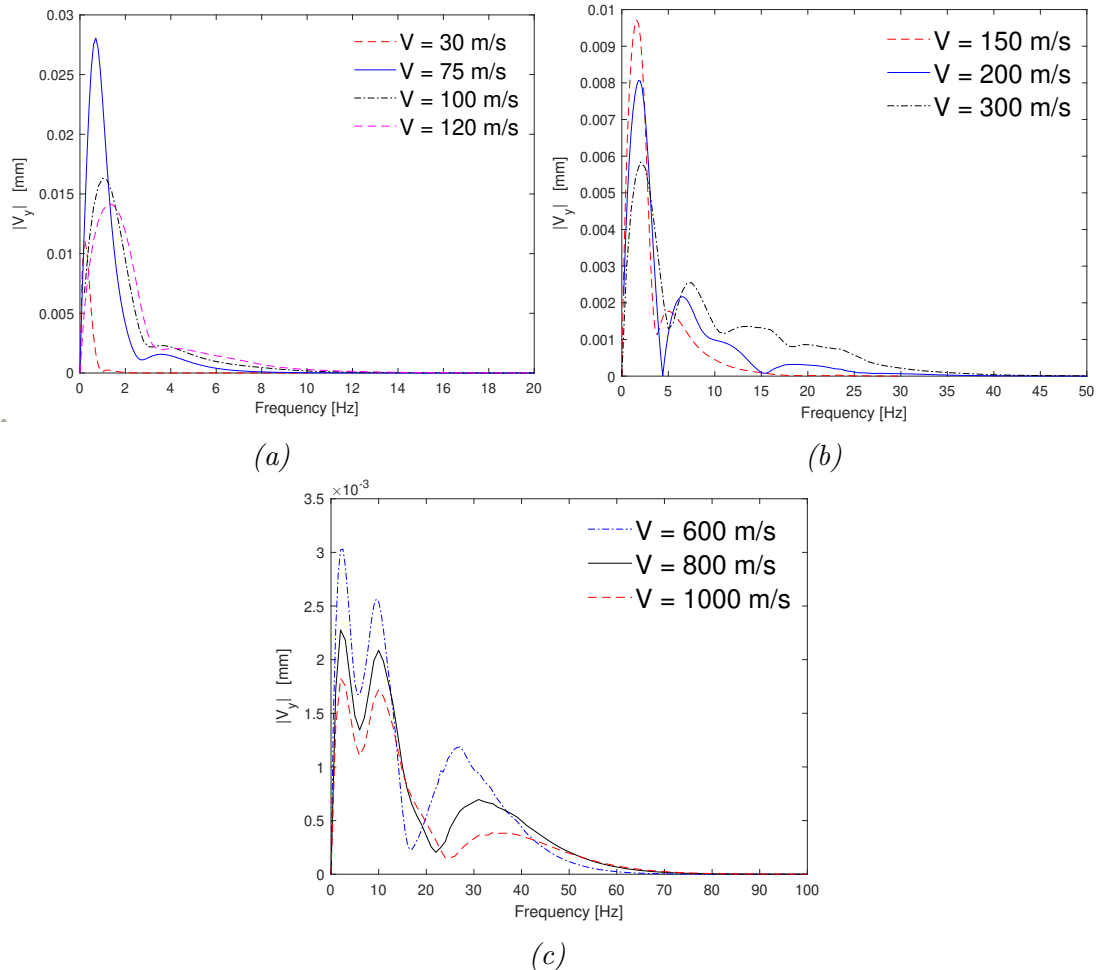 0.03
0.025
0.02
0.015
0.01
0.005
0
|V_y| [mm]
V = 30 m/s
V = 75 m/s
V = 100 m/s
V = 120 m/s
0 2 4 6 8 10 12 14 16 18 20
Frequency [Hz]
(a)
0.01
0.009
0.008
0.007
0.006
0.005
0.004
0.003
0.002
0.001
0
|V_y| [mm]
V = 150 m/s
V = 200 m/s
V = 300 m/s
0 5 10 15 20 25 30 35 40 45 50
Frequency [Hz]
(b)
×10⁻³
3.5
3
2.5
2
1.5
1
0.5
0
|V_y| [mm]
V = 600 m/s
V = 800 m/s
V = 1000 m/s
0 10 20 30 40 50 60 70 80 90 100
Frequency [Hz]
(c)